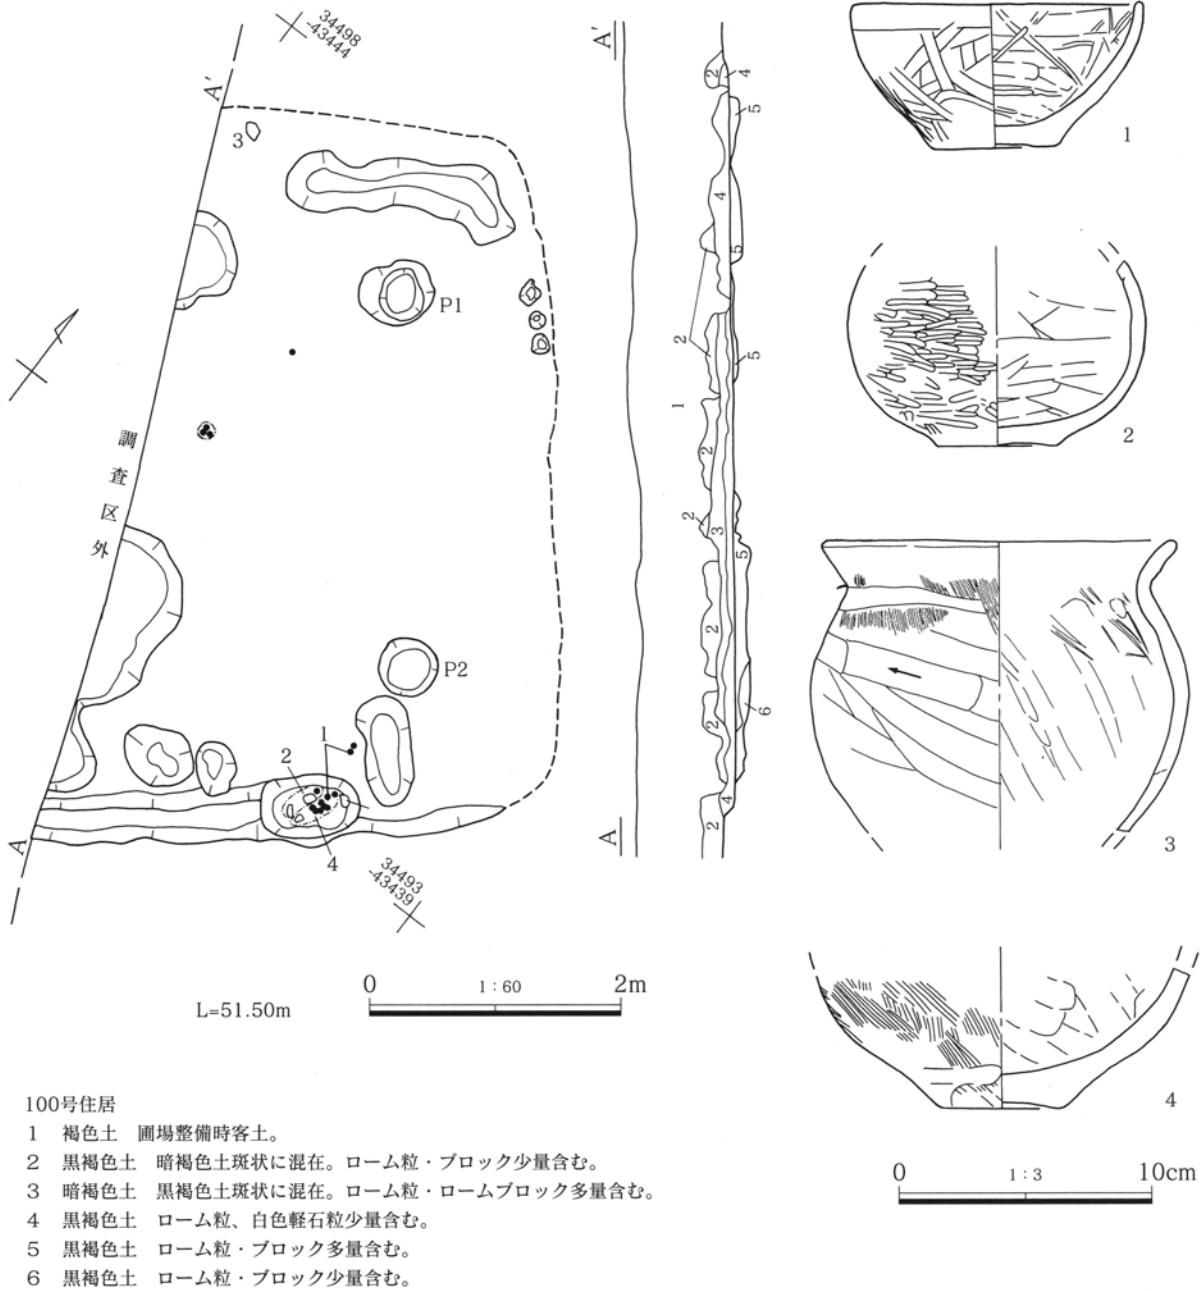 34498
-43444
A'
3
P1
調査区外
P2
1
2
4
A
34493
-43439
L=51.50m
0 1:60 2m
A'
A
2
4
5
4
5
2
5
1
2
2
3
5
2
2
6
4
2
1
2
3
4
0 1:3 10cm
100号住居
1 褐色土 圃場整備時客土。
2 黒褐色土 暗褐色土斑状に混在。ローム粒・ブロック少量含む。
3 暗褐色土 黒褐色土斑状に混在。ローム粒・ロームブロック多量含む。
4 黒褐色土 ローム粒、白色軽石粒少量含む。
5 黒褐色土 ローム粒・ブロック多量含む。
6 黒褐色土 ローム粒・ブロック少量含む。